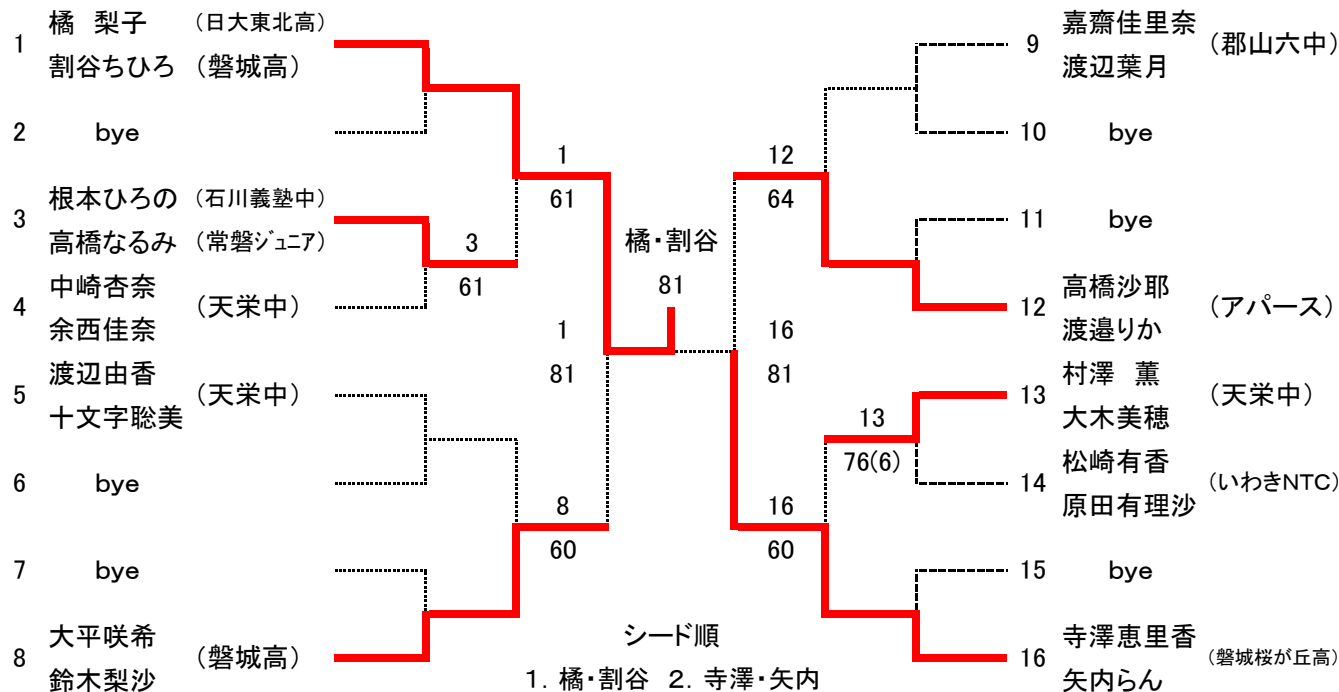 1 橘 梨子 (日大東北高)
割谷ちひろ (磐城高)
2 bye
3 根本ひろの (石川義塾中)
高橋なるみ (常磐ジュニア)
4 中崎杏奈 (天栄中)
余西佳奈
5 渡辺由香 (天栄中)
十文字聡美
6 bye
7 bye
8 大平咲希 (磐城高)
鈴木梨沙
3
61
1
61
8
60
1
81
橘・割谷
81
12
64
16
81
13
76(6)
16
60
9 嘉齋佳里奈 (郡山六中)
渡辺葉月
10 bye
11 bye
12 高橋沙耶 (アパース)
渡邉りか
13 村澤 薫 (天栄中)
大木美穂
14 松崎有香 (いわきNTC)
原田有理沙
15 bye
16 寺澤恵里香 (磐城桜が丘高)
矢内らん
シード順
1. 橘・割谷 2. 寺澤・矢内